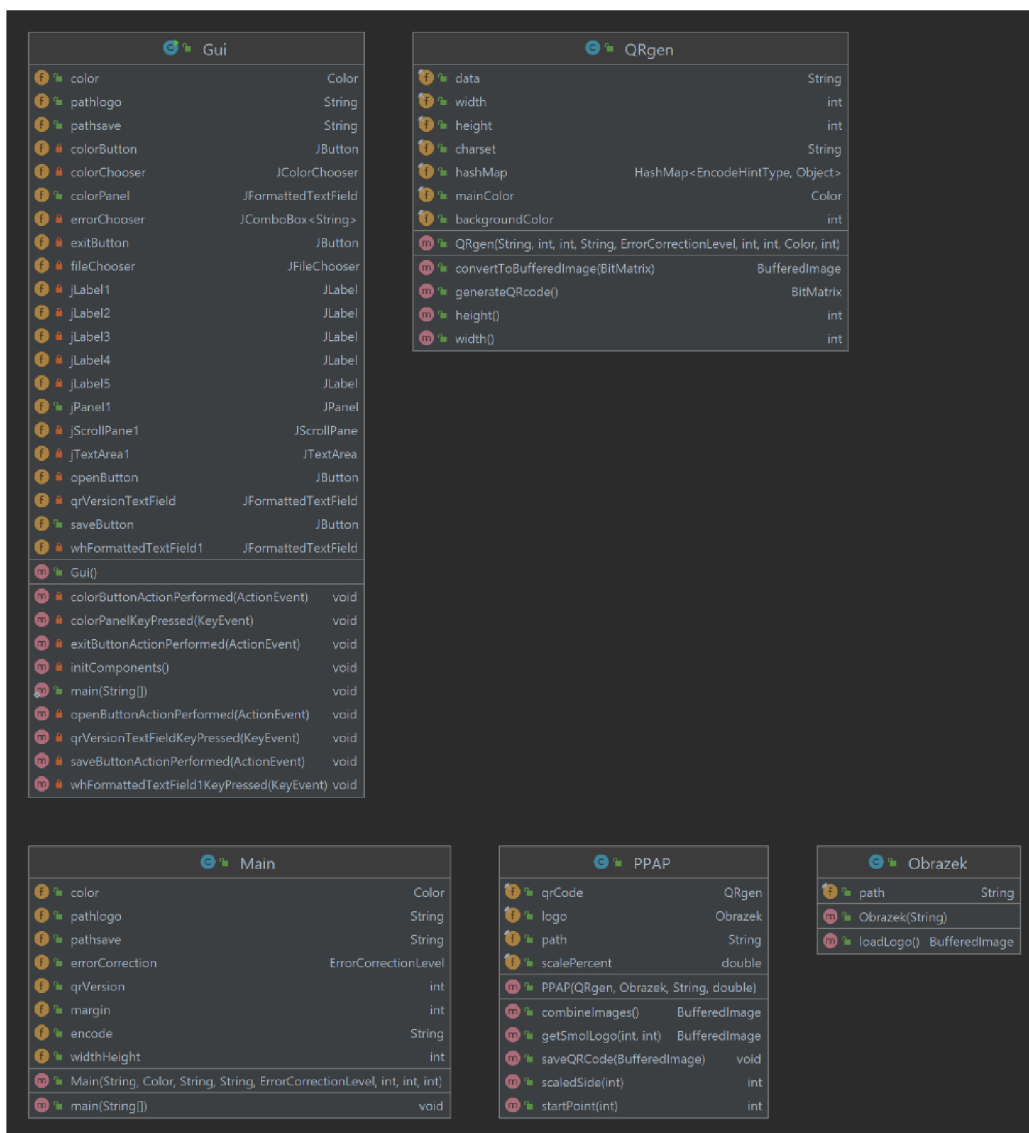 Gui
color Color
pathlogo String
pathsave String
colorButton JButton
colorChooser JColorChooser
colorPanel JFormattedTextField
errorChooser JComboBox<String>
exitButton JButton
fileChooser JFileChooser
jLabel1 JLabel
jLabel2 JLabel
jLabel3 JLabel
jLabel4 JLabel
jLabel5 JLabel
jPanel1 JPanel
jScrollPane1 JScrollPane
jTextArea1 JTextArea
openButton JButton
qrVersionTextField JFormattedTextField
saveButton JButton
whFormattedTextField1 JFormattedTextField
Gui()
colorButtonActionPerformed(ActionEvent) void
colorPanelKeyPressed(KeyEvent) void
exitButtonActionPerformed(ActionEvent) void
initComponents() void
main(String[]) void
openButtonActionPerformed(ActionEvent) void
qrVersionTextFieldKeyPressed(KeyEvent) void
saveButtonActionPerformed(ActionEvent) void
whFormattedTextField1KeyPressed(KeyEvent) void
QRgen
data String
width int
height int
charset String
hashMap HashMap<EncodeHintType, Object>
mainColor Color
backgroundColor int
QRgen(String, int, int, String, ErrorCorrectionLevel, int, int, Color, int)
convertToBufferedImage(BitMatrix) BufferedImage
generateQRcode() BitMatrix
height() int
width() int
Main
color Color
pathlogo String
pathsave String
errorCorrection ErrorCorrectionLevel
qrVersion int
margin int
encode String
widthHeight int
Main(String, Color, String, String, ErrorCorrectionLevel, int, int, int)
main(String[]) void
PPAP
qrCode QRgen
logo Obrazek
path String
scalePercent double
PPAP(QRgen, Obrazek, String, double)
combineImages() BufferedImage
getSmolLogo(int, int) BufferedImage
saveQRCode(BufferedImage) void
scaledSide(int) int
startPoint(int) int
Obrazek
path String
Obrazek(String)
loadLogo() BufferedImage